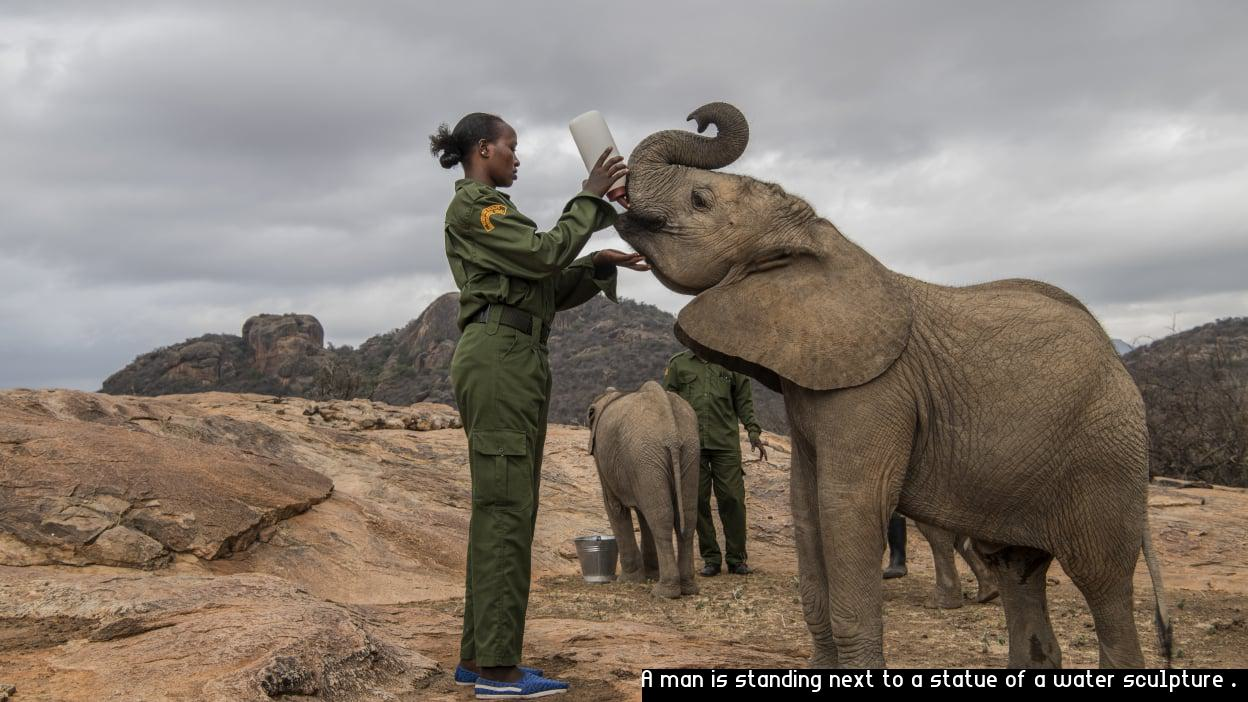 A man is standing next to a statue of a water sculpture .